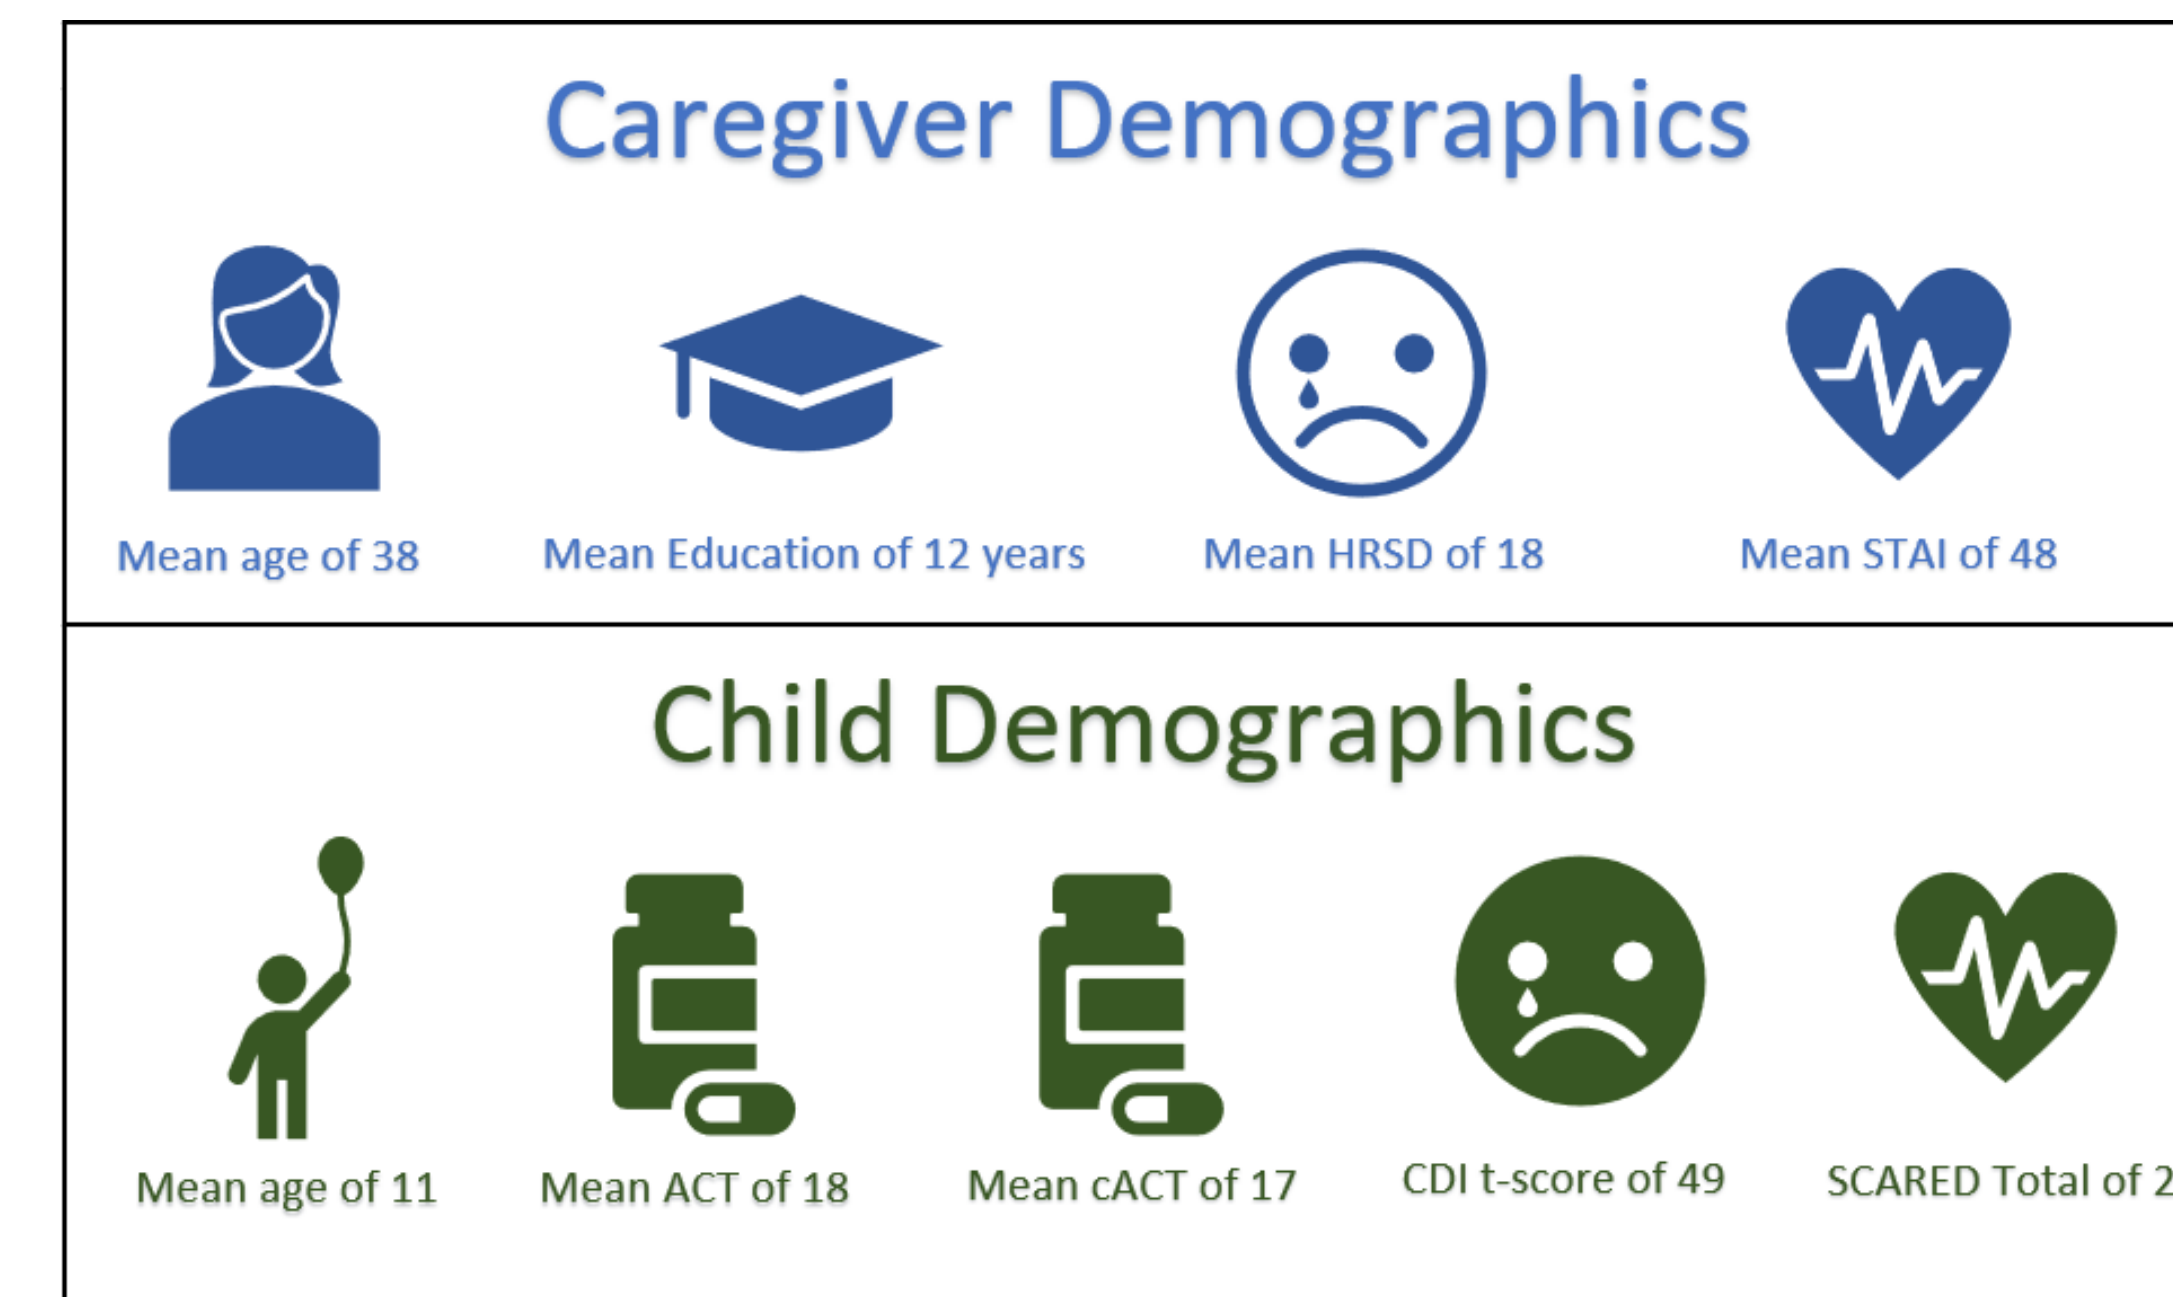 Caregiver Demographics
Mean age of 38
Mean Education of 12 years
Mean HRSD of 18
Mean STAI of 48
Child Demographics
Mean age of 11
Mean ACT of 18
Mean cACT of 17
CDI t-score of 49
SCARED Total of